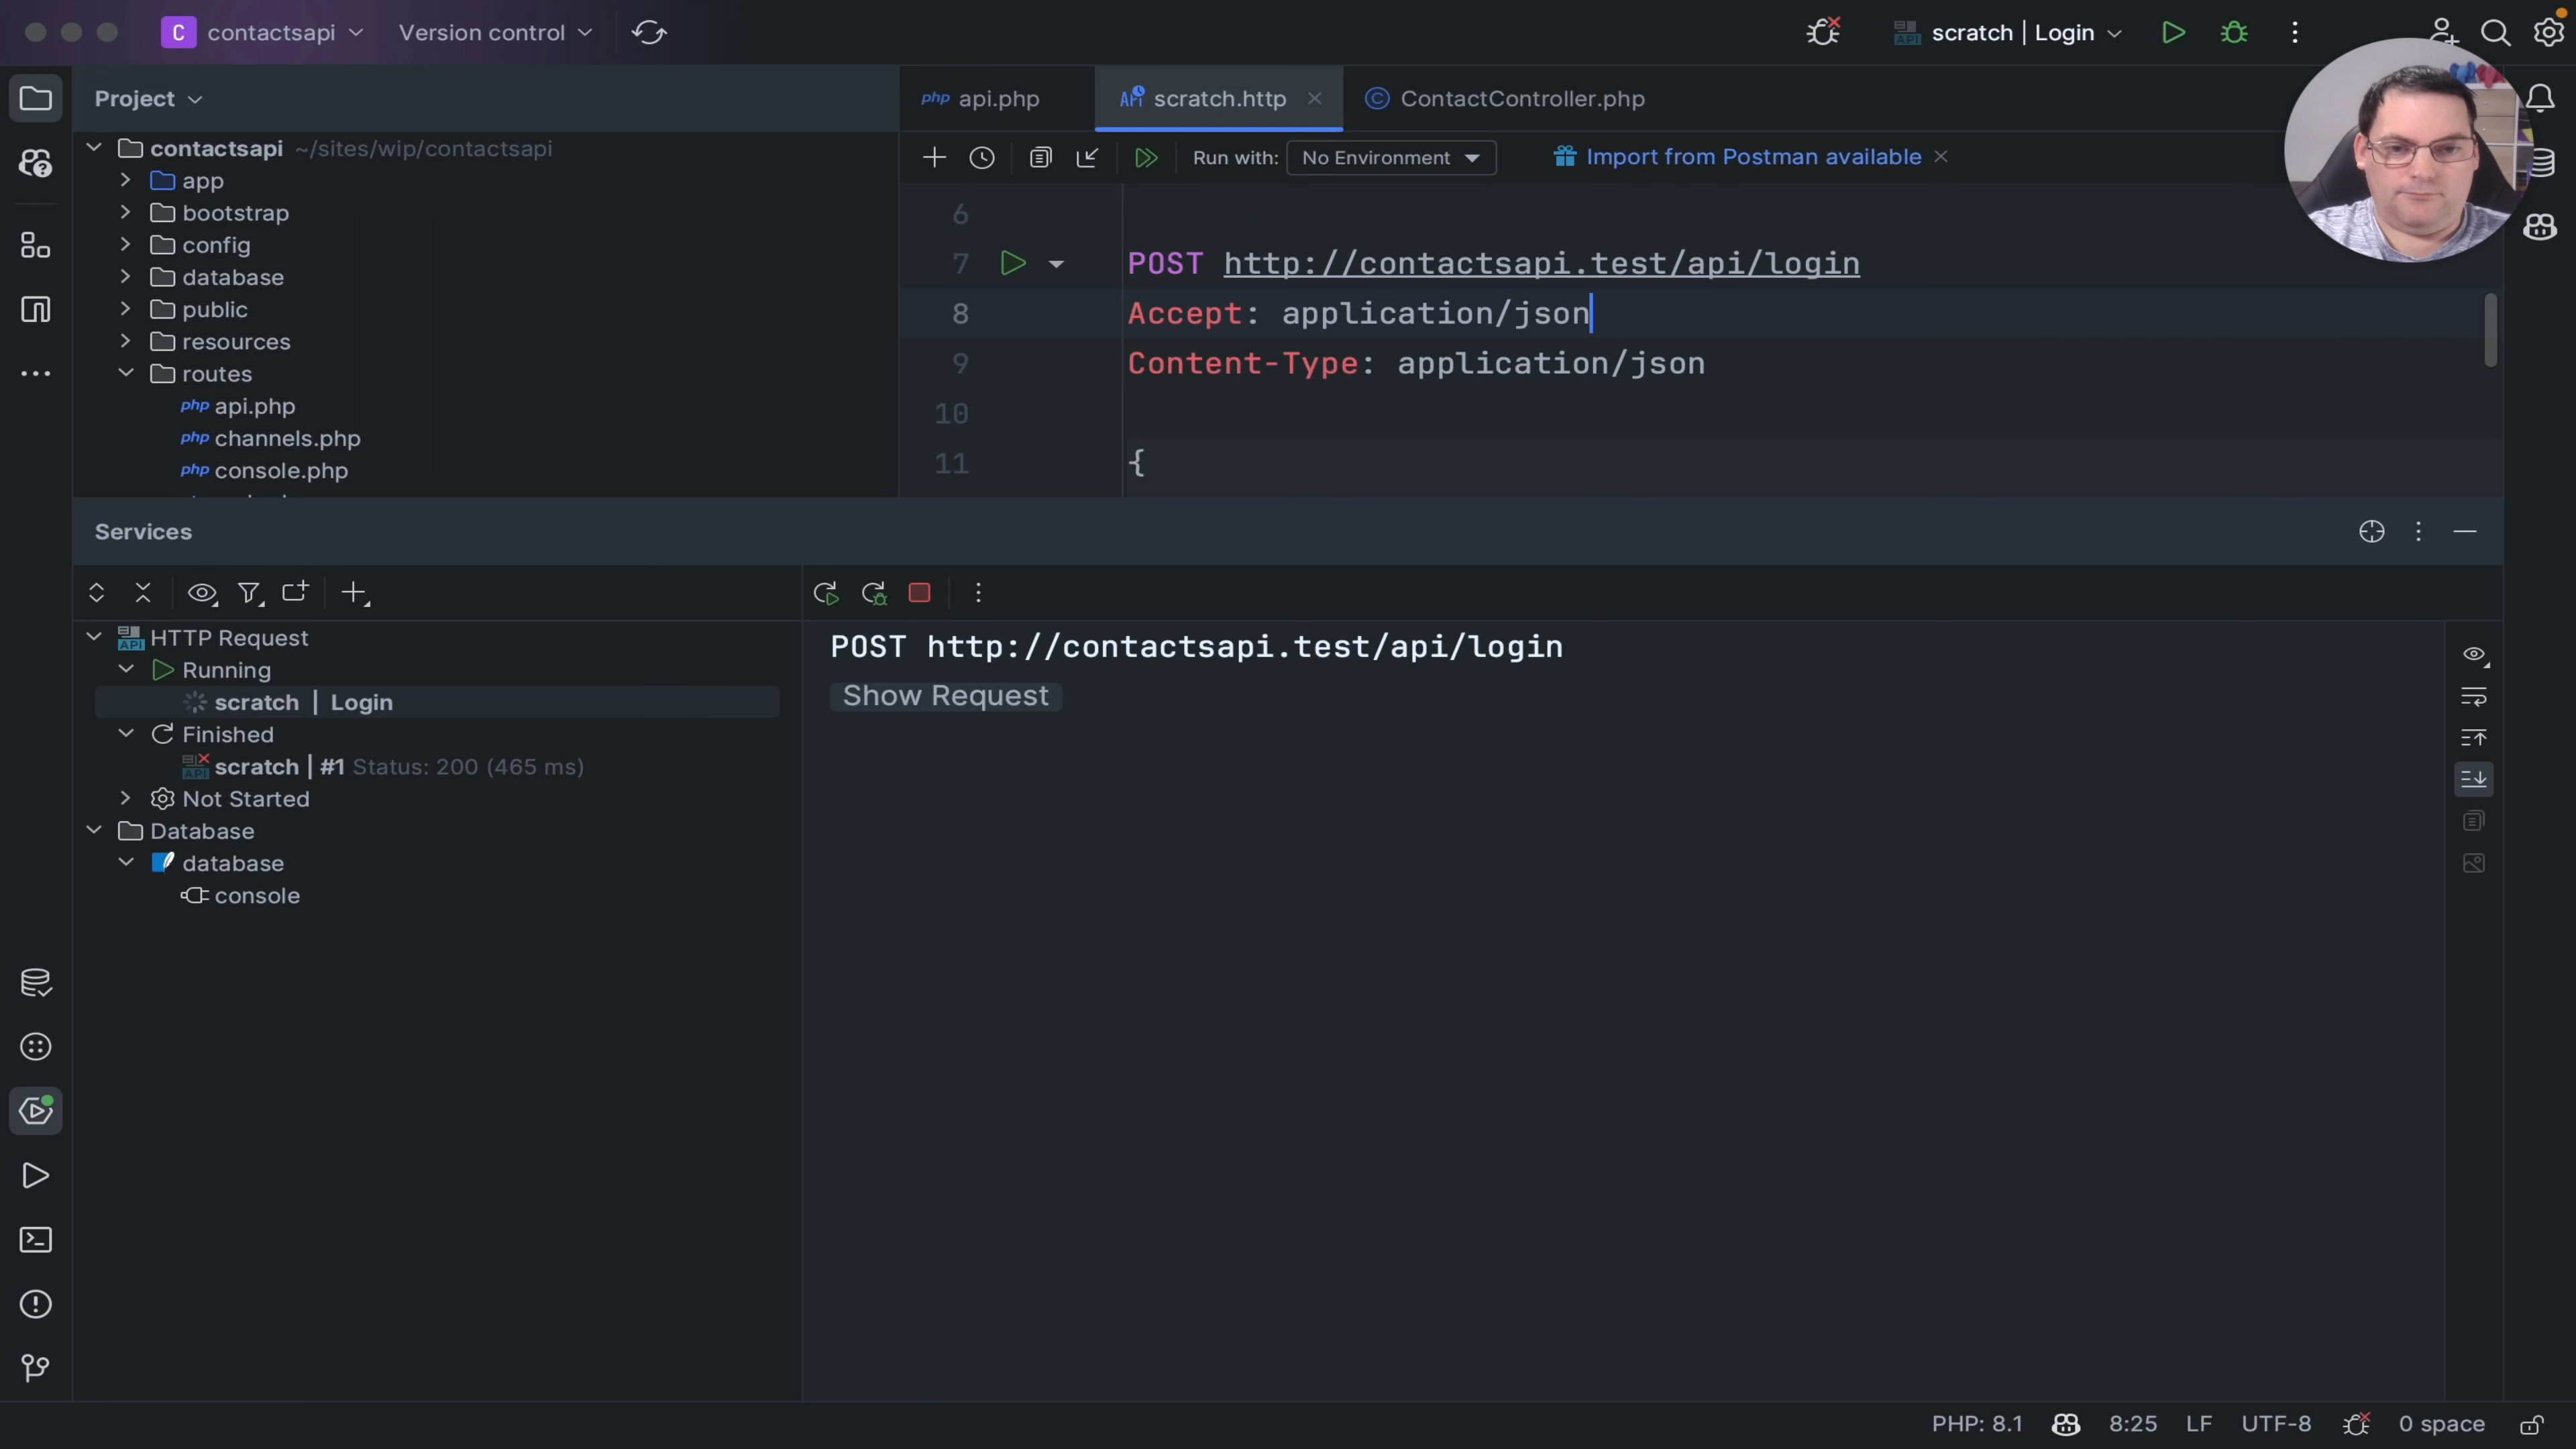 C contactsapi Version control scratch | Login
Project
api.php scratch.http ContactController.php
contactsapi ~/sites/wip/contactsapi
Run with: No Environment Import from Postman available
app
bootstrap
config
database
public
resources
routes
php api.php
php channels.php
php console.php
6
7 POST http://contactsapi.test/api/login
8 Accept: application/json
9 Content-Type: application/json
10
11 {
Services
HTTP Request
Running
scratch | Login
Finished
scratch | #1 Status: 200 (465 ms)
Not Started
Database
database
console
POST http://contactsapi.test/api/login
Show Request
PHP: 8.1 8:25 LF UTF-8 0 space